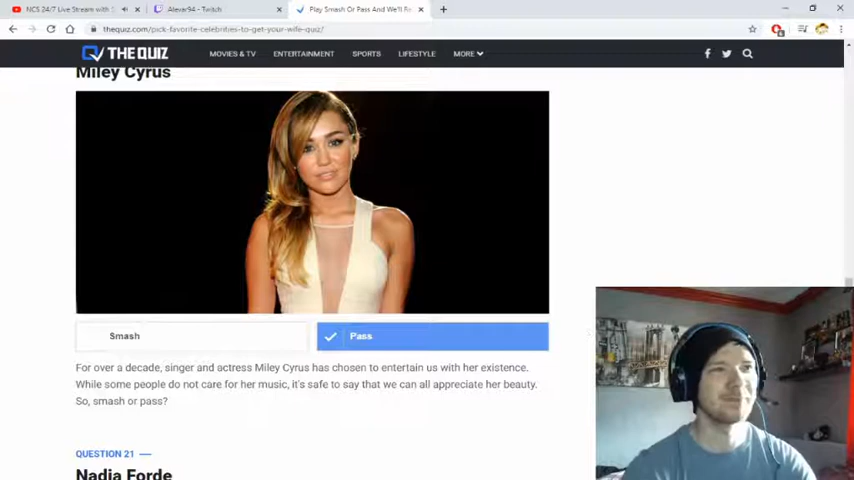 NCS 24/7 Live Stream with
Alevar94 - Twitch
Play Smash Or Pass And We'll
thequiz.com/pick-favorite-celebrities-to-get-your-wife-quiz/
THE QUIZ
MOVIES & TV
ENTERTAINMENT
SPORTS
LIFESTYLE
MORE
Miley Cyrus
Smash
Pass
For over a decade, singer and actress Miley Cyrus has chosen to entertain us with her existence.
While some people do not care for her music, it's safe to say that we can all appreciate her beauty.
So, smash or pass?
QUESTION 21
Nadia Forde